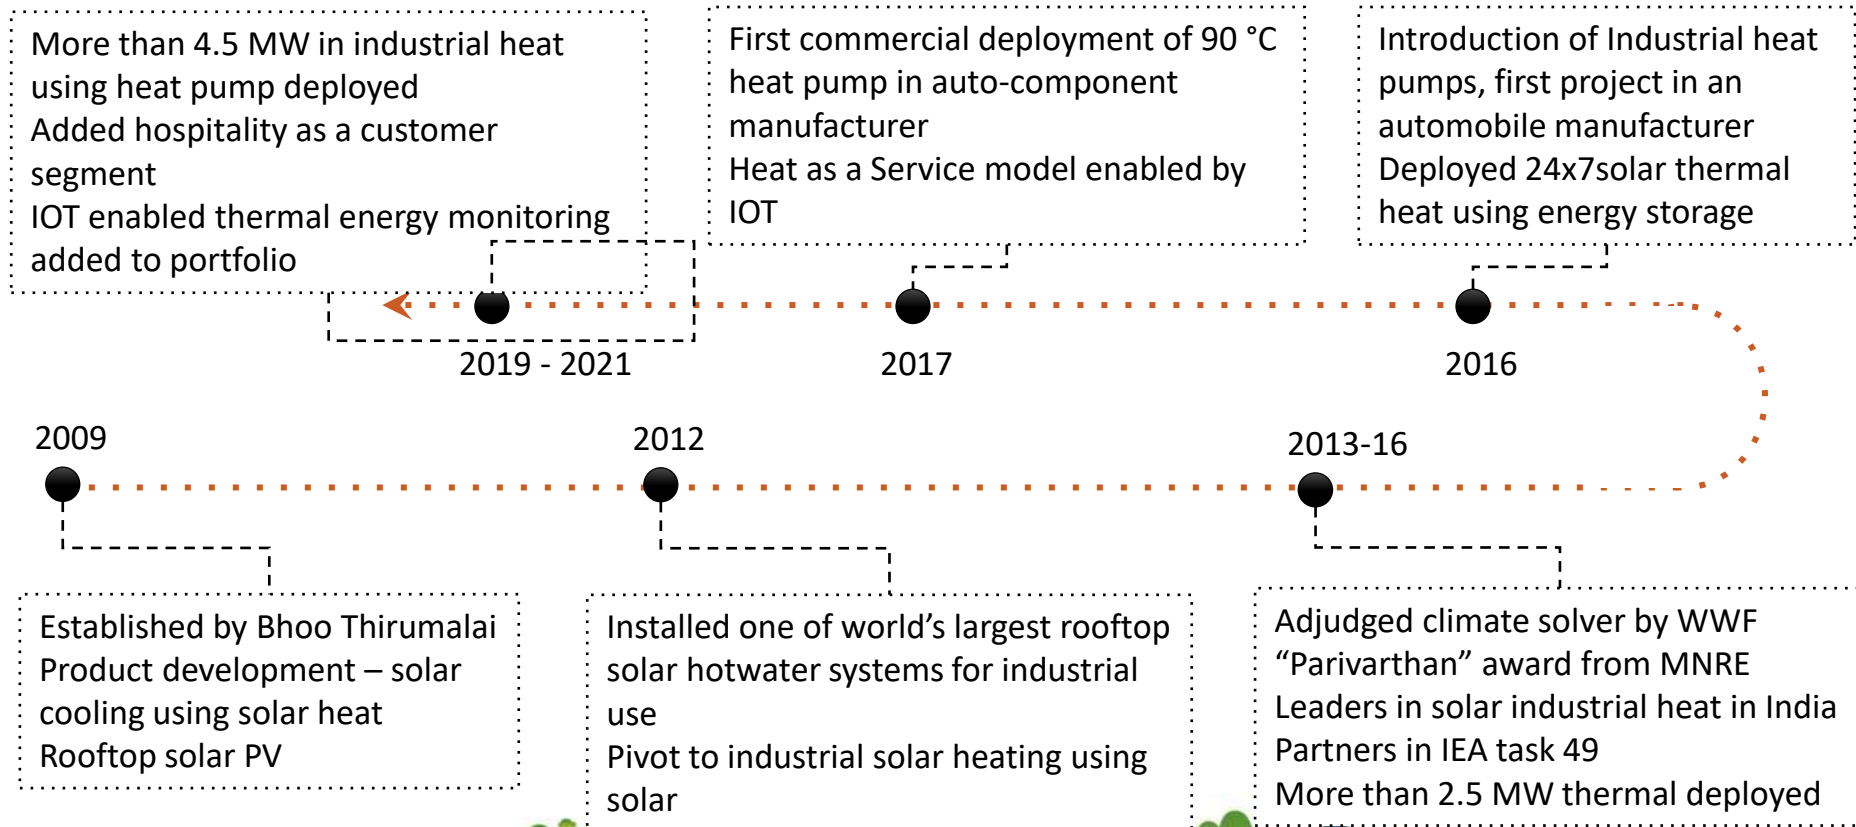 More than 4.5 MW in industrial heat
using heat pump deployed
Added hospitality as a customer
segment
IOT enabled thermal energy monitoring
added to portfolio
First commercial deployment of 90 °C
heat pump in auto-component
manufacturer
Heat as a Service model enabled by
IOT
Introduction of Industrial heat
pumps, first project in an
automobile manufacturer
Deployed 24x7solar thermal
heat using energy storage
2019 - 2021
2017
2016
2009
2012
2013-16
Established by Bhoo Thirumalai
Product development – solar
cooling using solar heat
Rooftop solar PV
Installed one of world’s largest rooftop
solar hotwater systems for industrial
use
Pivot to industrial solar heating using
solar
Adjudged climate solver by WWF
“Parivarthan” award from MNRE
Leaders in solar industrial heat in India
Partners in IEA task 49
More than 2.5 MW thermal deployed